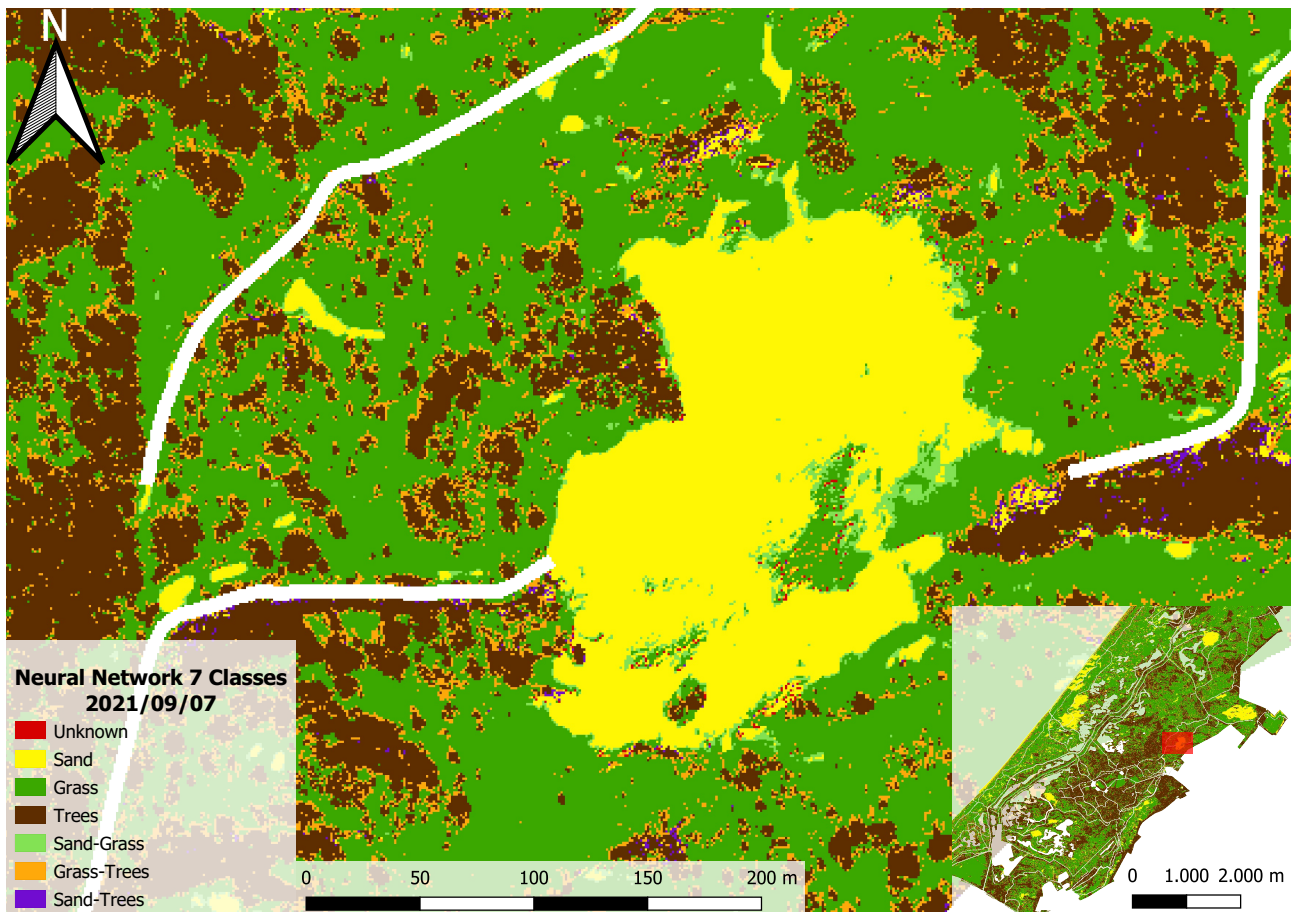 N
Neural Network 7 Classes
2021/09/07
Unknown
Sand
Grass
Trees
Sand-Grass
Grass-Trees
Sand-Trees
0 50 100 150 200 m
0 1.000 2.000 m